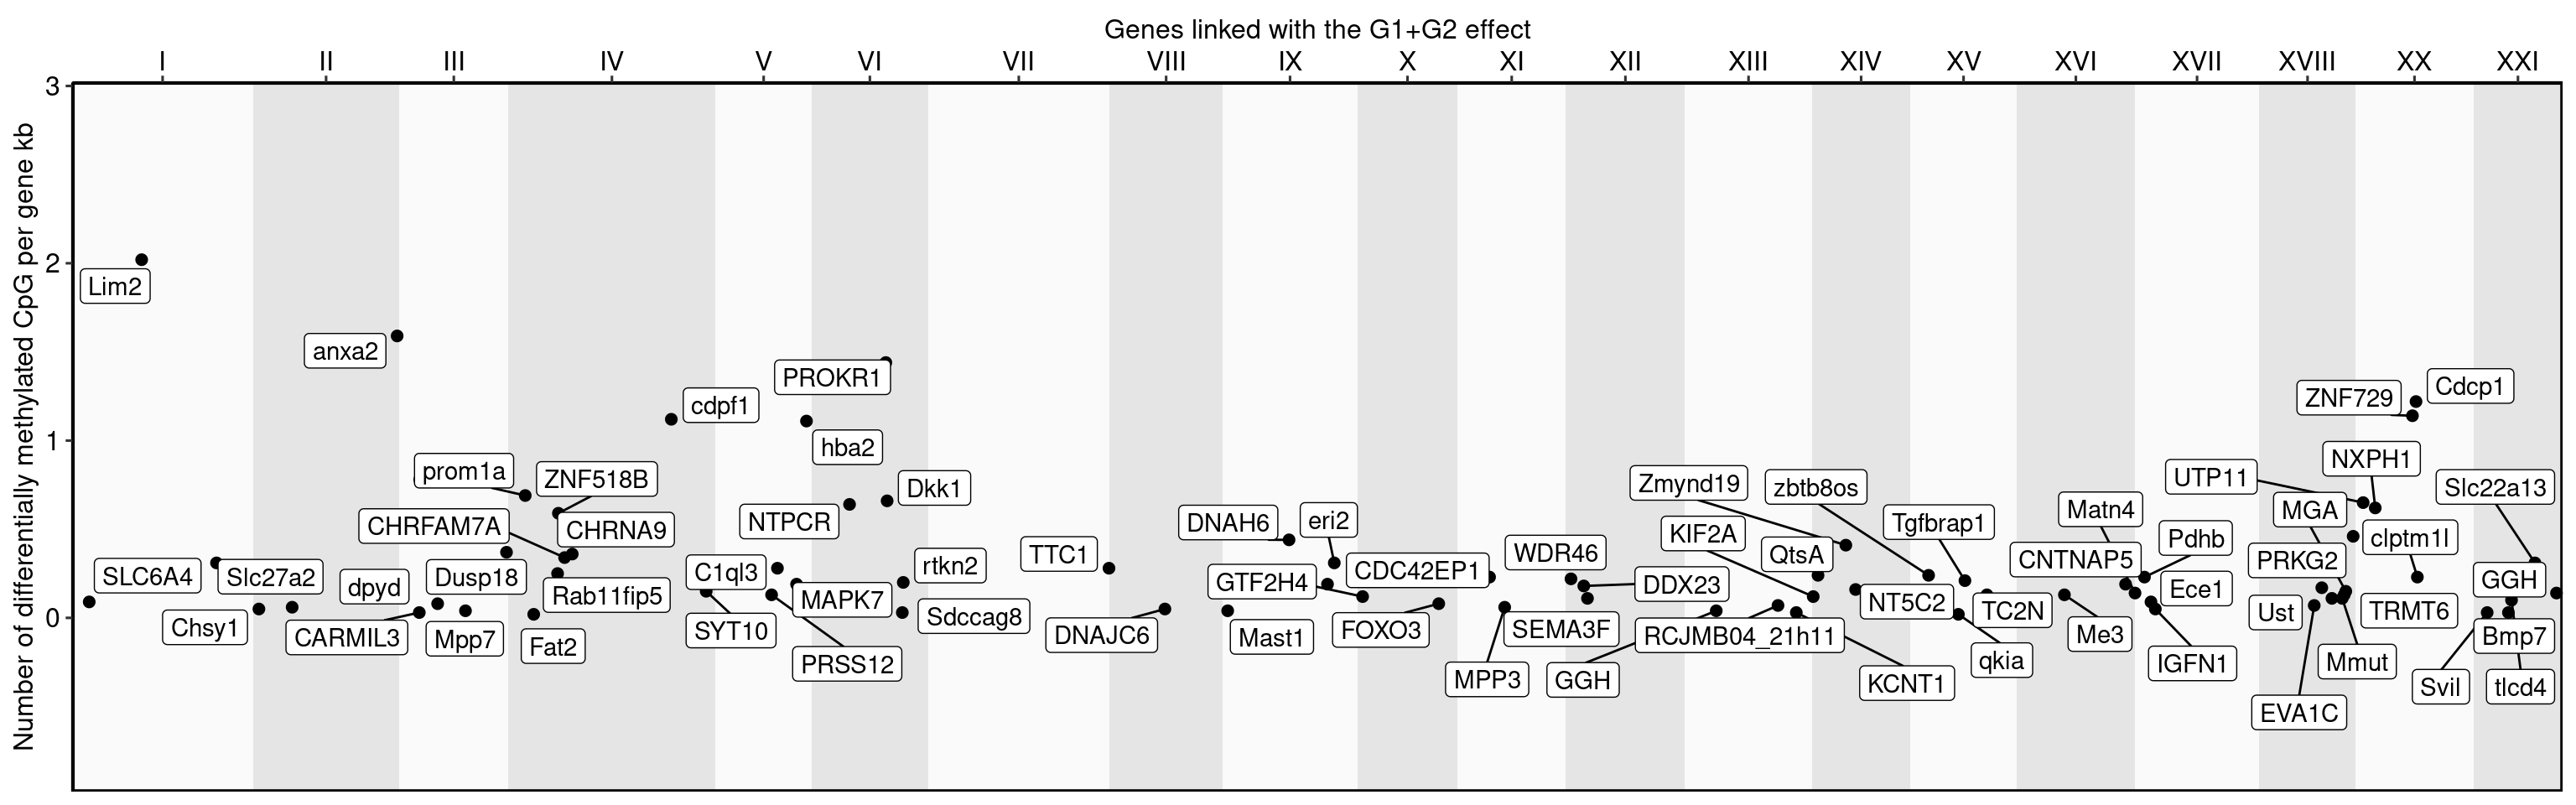 Genes linked with the G1+G2 effect
I II III IV V VI VII VIII IX X XI XII XIII XIV XV XVI XVII XVIII XX XXI
Number of differentially methylated CpG per gene kb
3
2
1
0
Lim2
anxa2
PROKR1
cdpf1
hba2
ZNF729
Cdcp1
prom1a
ZNF518B
CHRFAM7A
CHRNA9
NTPCR
Dkk1
SLC6A4
Slc27a2
dpyd
Dusp18
Rab11fip5
C1ql3
MAPK7
rtkn2
Sdccag8
Chsy1
CARMIL3
Mpp7
Fat2
SYT10
PRSS12
TTC1
DNAJC6
DNAH6
eri2
GTF2H4
CDC42EP1
Mast1
FOXO3
WDR46
DDX23
SEMA3F
MPP3
GGH
Zmynd19
zbtb8os
KIF2A
QtsA
RCJMB04_21h11
KCNT1
Tgfbrap1
NT5C2
TC2N
qkia
Matn4
CNTNAP5
Pdhb
Ece1
Me3
IGFN1
UTP11
NXPH1
MGA
PRKG2
clptm1l
Ust
TRMT6
Mmut
EVA1C
Slc22a13
GGH
Bmp7
Svil
tlcd4